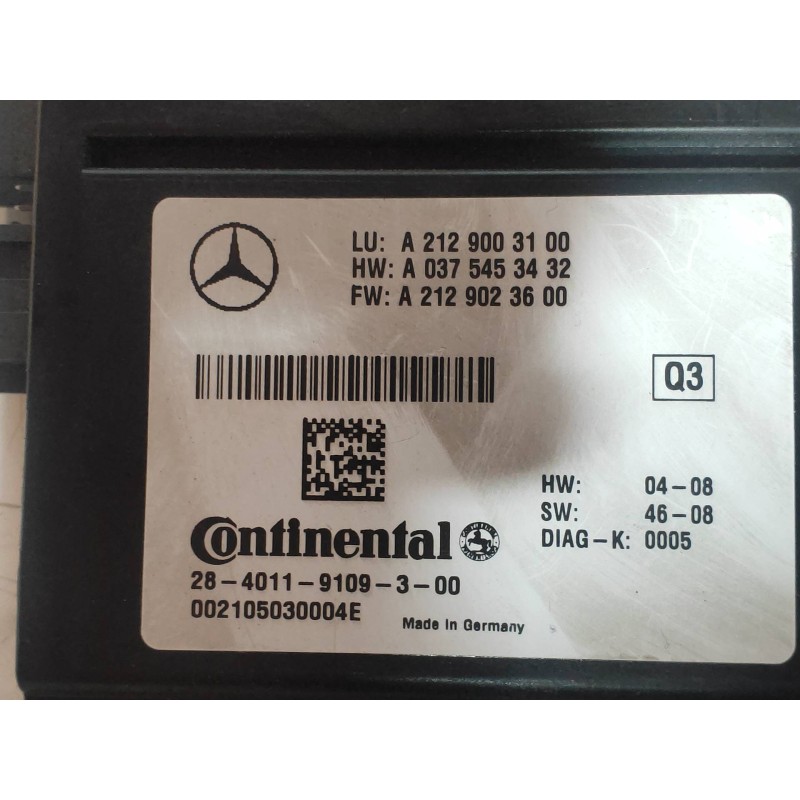 LU: A 212 900 31 00
HW: A 037 545 34 32
FW: A 212 902 36 00
Q3
HW: 04-08
SW: 46-08
DIAG-K: 0005
Continental
28-4011-9109-3-00
002105030004E
Made in Germany